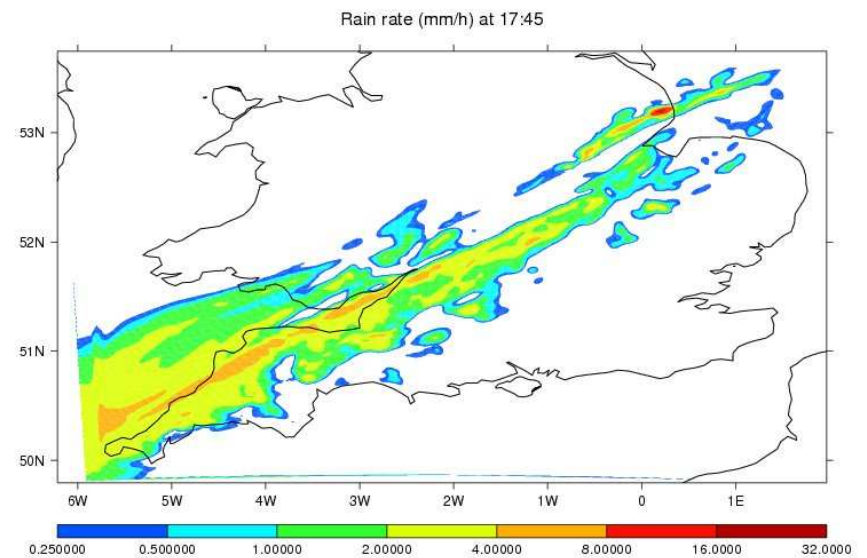 Rain rate (mm/h) at 17:45
53N
52N
51N
50N
6W 5W 4W 3W 2W 1W 0 1E
0.250000 0.500000 1.00000 2.00000 4.00000 8.00000 16.0000 32.0000